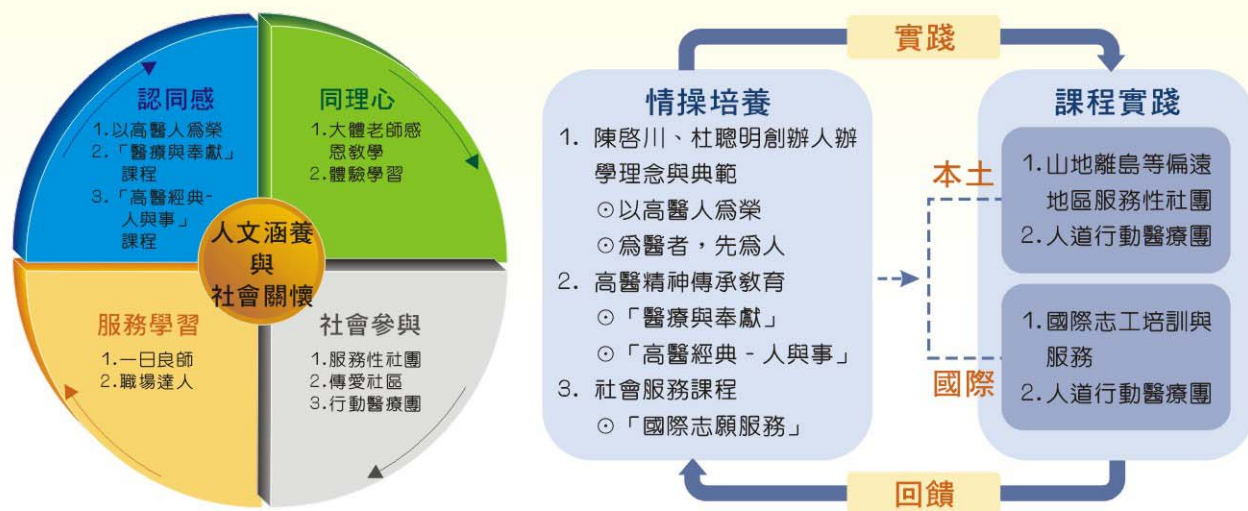 認同感
1.以高醫人為榮
2.「醫療與奉獻」
課程
3.「高醫經典-
人與事」
課程
同理心
1.大體老師感
恩教學
2.體驗學習
人文涵養
與
社會關懷
服務學習
1.一日良師
2.職場達人
社會參與
1.服務性社團
2.傳愛社區
3.行動醫療團
實踐
情操培養
1. 陳啓川、杜聰明創辦人辦
學理念與典範
⊙以高醫人為榮
⊙為醫者，先為人
2. 高醫精神傳承教育
⊙「醫療與奉獻」
⊙「高醫經典 - 人與事」
3. 社會服務課程
⊙「國際志願服務」
本土
國際
課程實踐
1.山地離島等偏遠
地區服務性社團
2.人道行動醫療團
1.國際志工培訓與
服務
2.人道行動醫療團
回饋